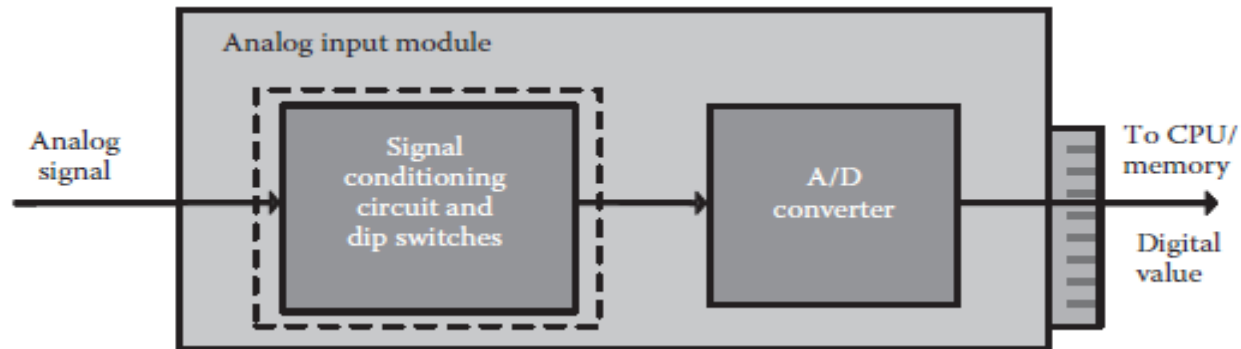 Analog input module
Analog
signal
Signal
conditioning
circuit and
dip switches
A/D
converter
To CPU/
memory
Digital
value